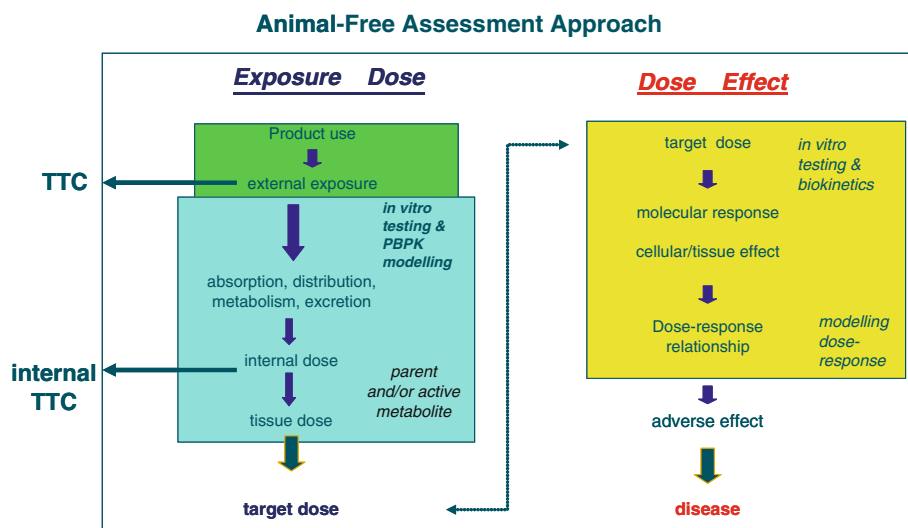 Animal-Free Assessment Approach
Exposure Dose
Product use
TTC
external exposure
in vitro
testing &
PBPK
modelling
absorption, distribution,
metabolism, excretion
internal dose
internal
TTC
parent
and/or active
metabolite
tissue dose
target dose
Dose Effect
target dose
in vitro
testing &
biokinetics
molecular response
cellular/tissue effect
Dose-response
relationship
modelling
dose-
response
adverse effect
disease